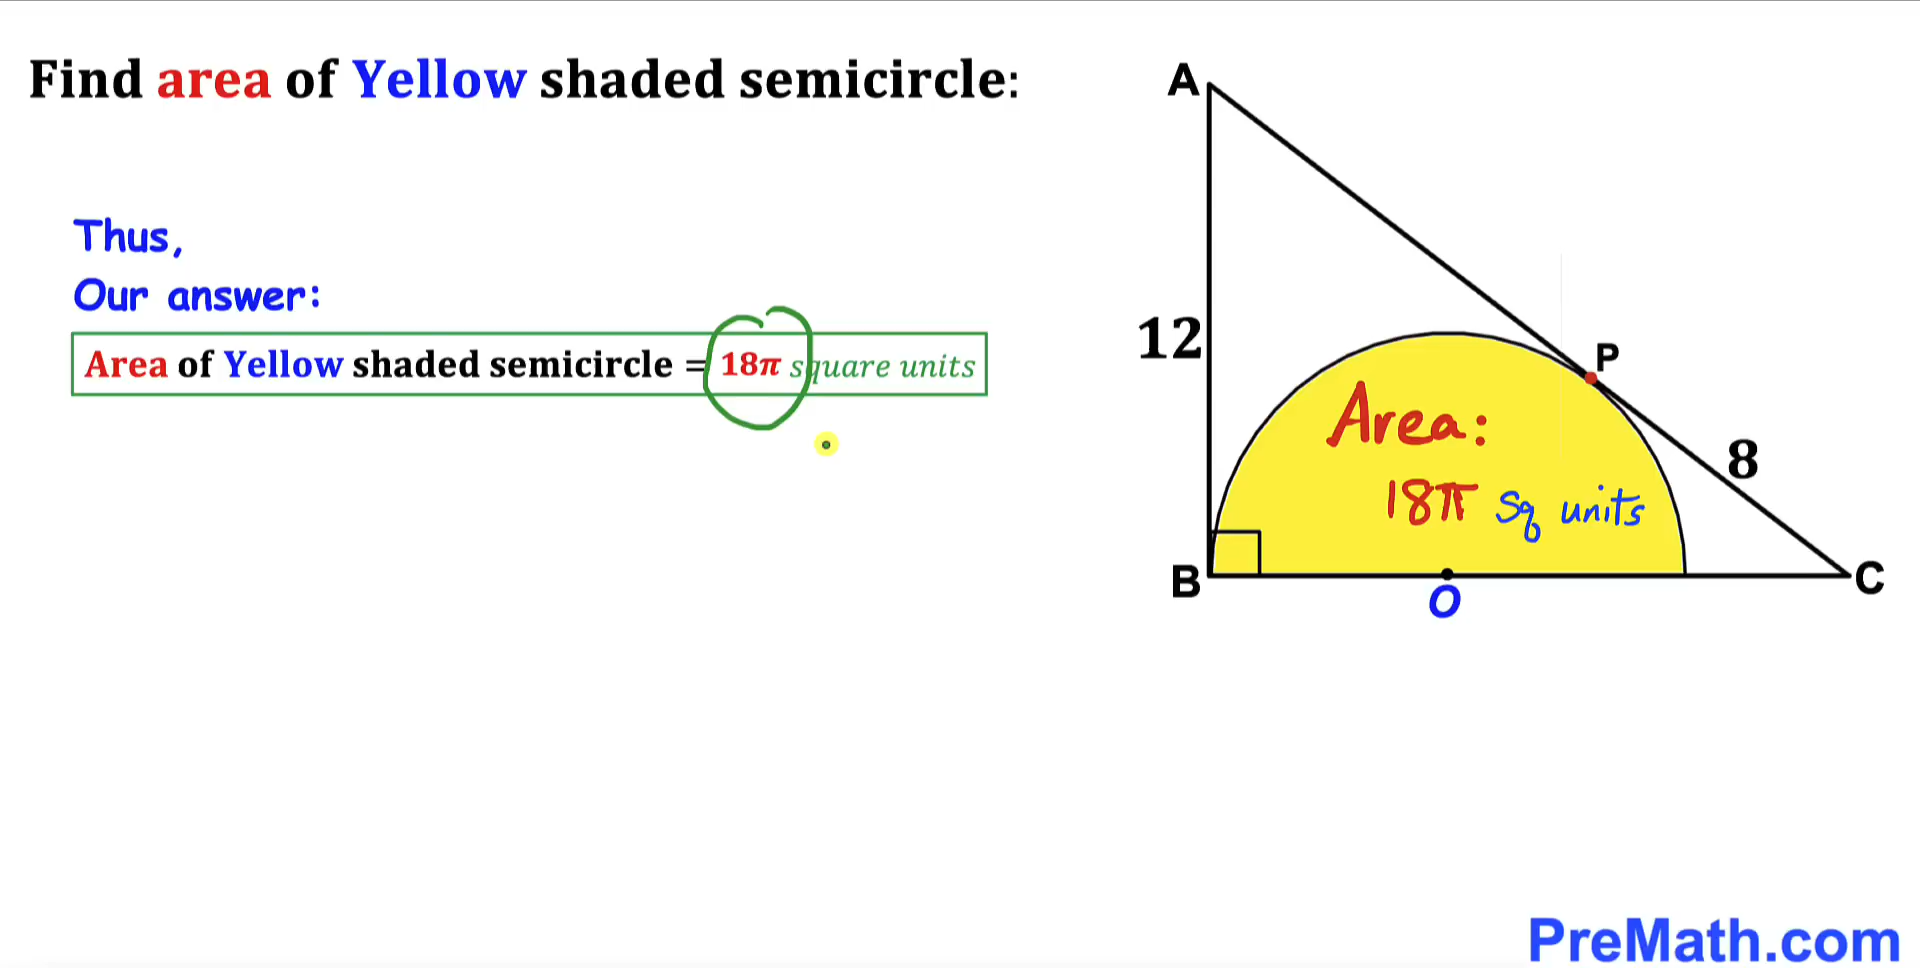 Find area of Yellow shaded semicircle:
Thus,
Our answer:
Area of Yellow shaded semicircle = 18π square units
A
12
P
Area:
8
18π Sq units
B
C
O
PreMath.com